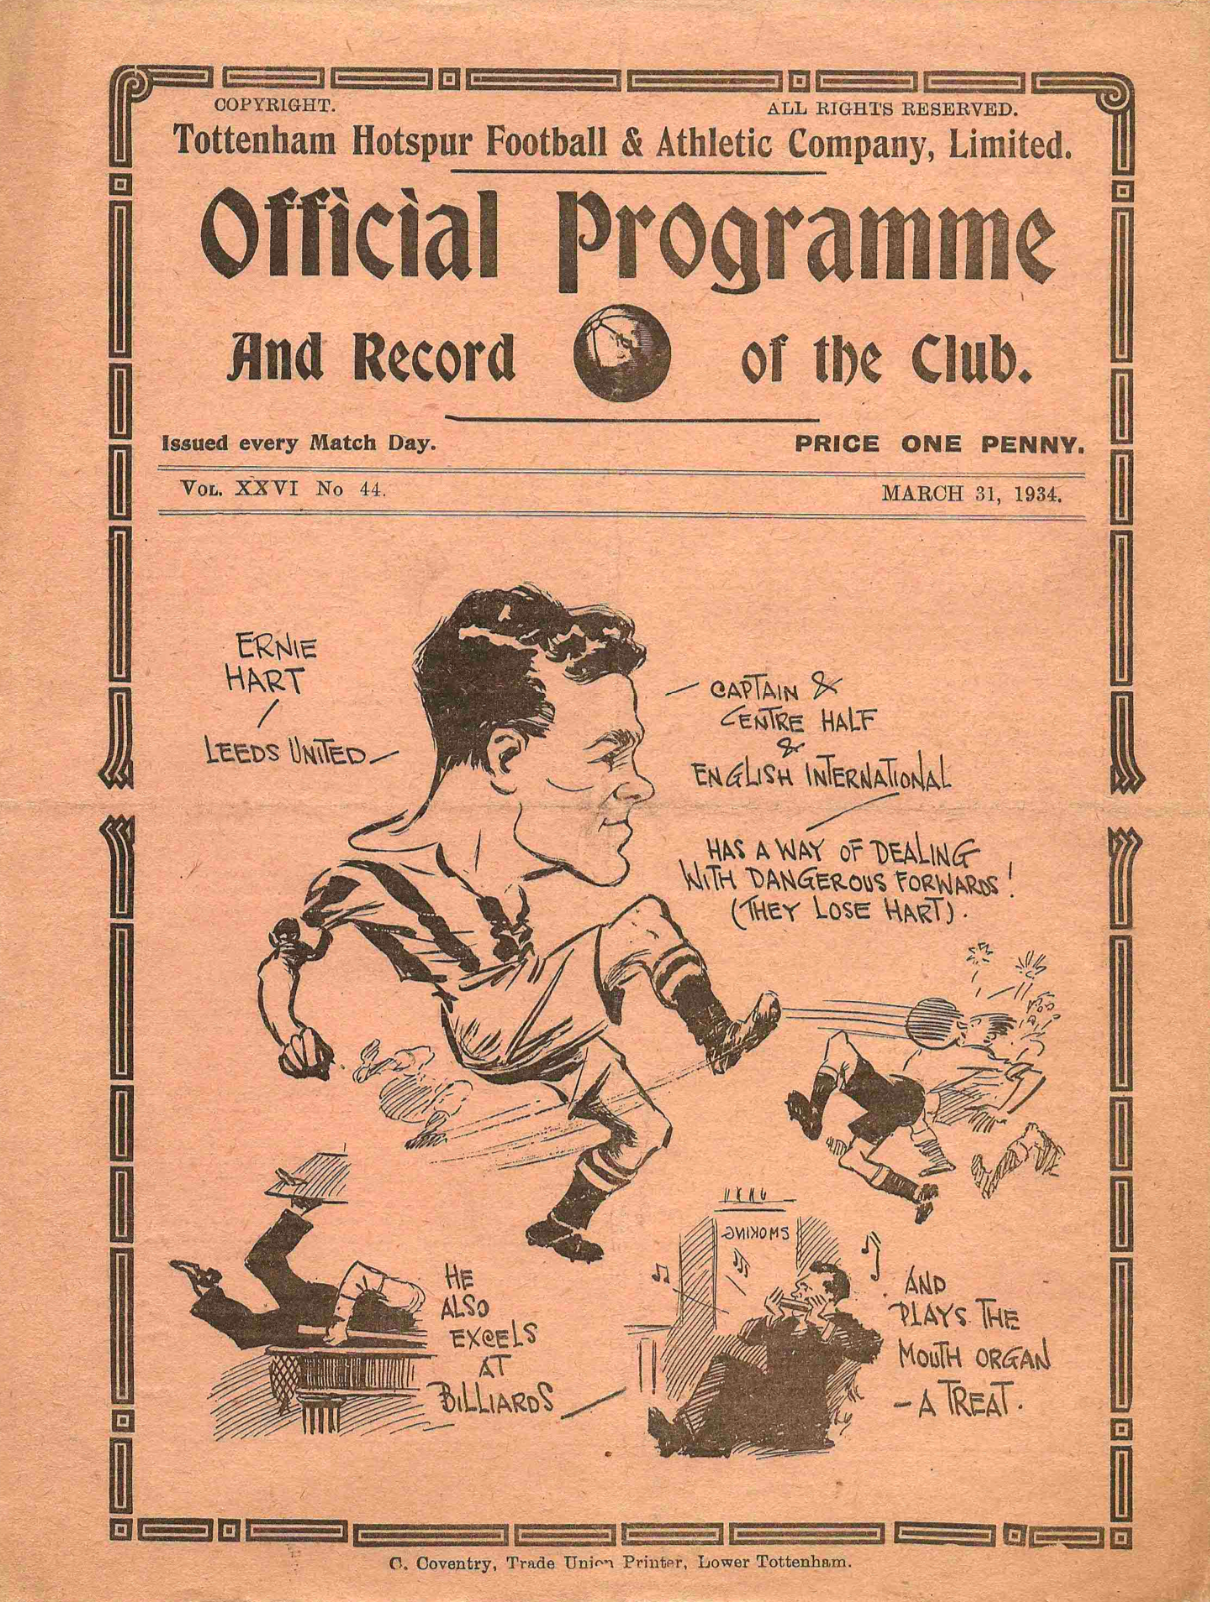 COPYRIGHT.
ALL RIGHTS RESERVED.
Tottenham Hotspur Football & Athletic Company, Limited.
Official Programme
And Record of the Club.
Issued every Match Day.
PRICE ONE PENNY.
VOL. XXVI No 44.
MARCH 31, 1934.
ERNIE
HART
LEEDS UNITED
CAPTAIN &
CENTRE HALF
&
ENGLISH INTERNATIONAL
HAS A WAY OF DEALING
WITH DANGEROUS FORWARDS!
(THEY LOSE HART).
SMOKING
HE
ALSO
EXCELS
AT
BILLIARDS
AND
PLAYS THE
MOUTH ORGAN
- A TREAT.
C. Coventry, Trade Union Printer, Lower Tottenham.